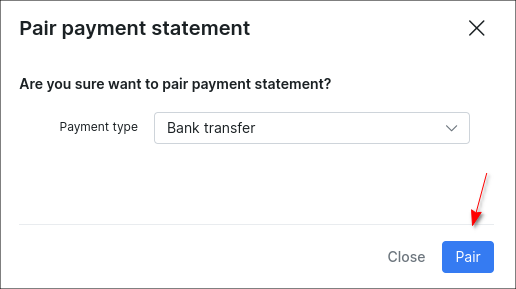 Pair payment statement
Are you sure want to pair payment statement?
Payment type
Bank transfer
Close
Pair